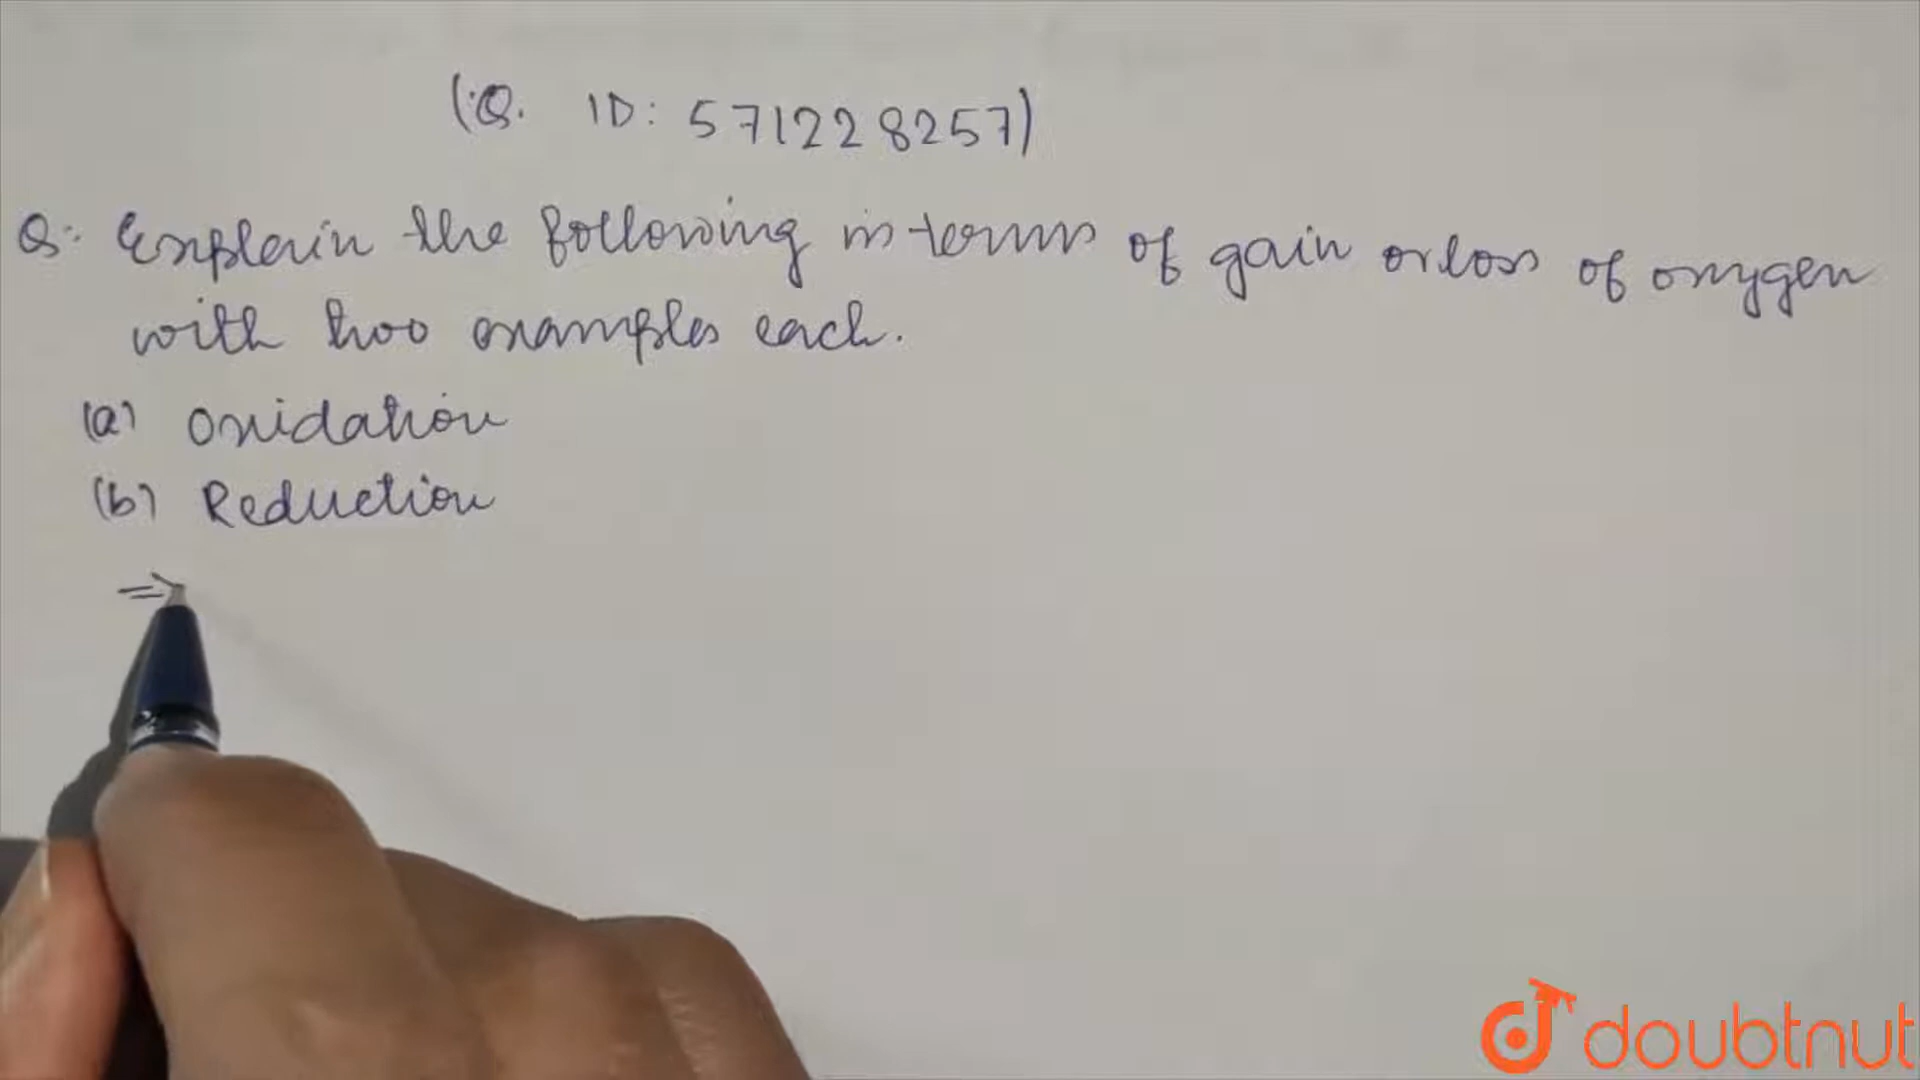 (Q. ID: 571228257)
Q: Explain the following in terms of gain or loss of oxygen
with two examples each.
(a) Oxidation
(b) Reduction
⇒
doubtnut